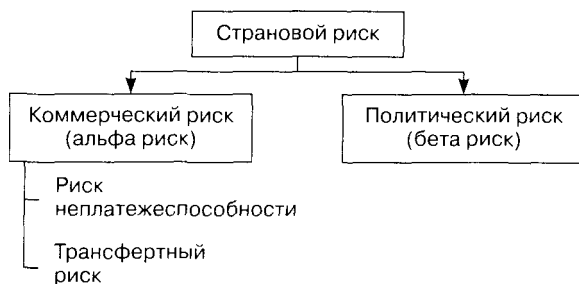 Страновой риск
Коммерческий риск
(альфа риск)
Политический риск
(бета риск)
Риск
неплатежеспособности
Трансфертный
риск